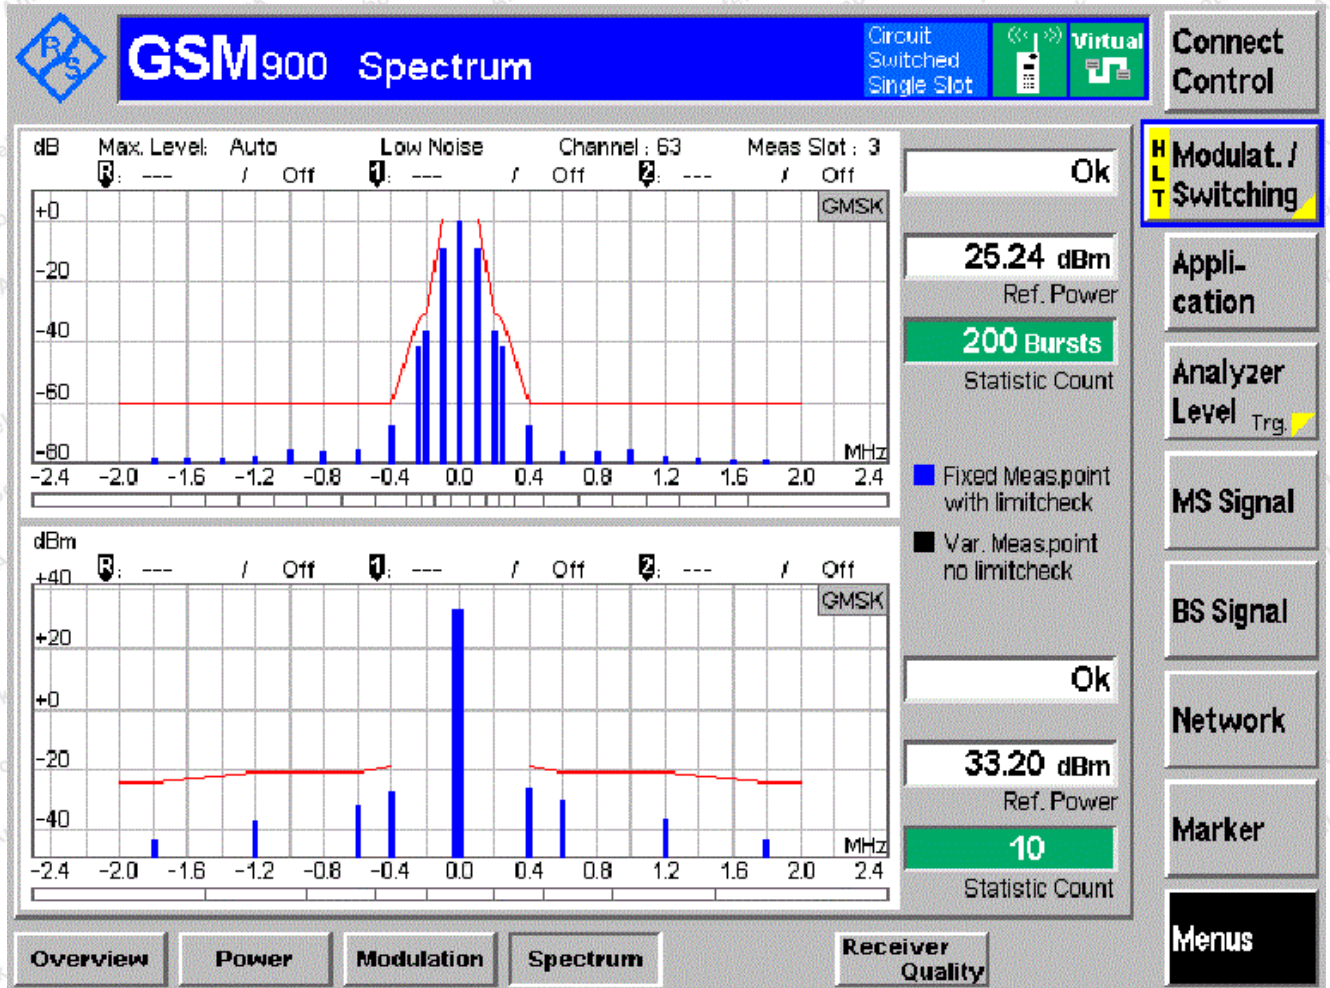 R/S
GSM900 Spectrum
Circuit
Switched
Single Slot
Virtual
Connect
Control
dB Max. Level: Auto Low Noise Channel : 63 Meas Slot : 3
R: --- / Off 1: --- / Off 2: --- / Off
GMSK
+0
-20
-40
-60
-80
MHz
-2.4 -2.0 -1.6 -1.2 -0.8 -0.4 0.0 0.4 0.8 1.2 1.6 2.0 2.4
Ok
25.24 dBm
Ref. Power
200 Bursts
Statistic Count
Fixed Meas.point
with limitcheck
Var. Meas.point
no limitcheck
dBm
R: --- / Off 1: --- / Off 2: --- / Off
GMSK
+40
+20
+0
-20
-40
MHz
-2.4 -2.0 -1.6 -1.2 -0.8 -0.4 0.0 0.4 0.8 1.2 1.6 2.0 2.4
Ok
33.20 dBm
Ref. Power
10
Statistic Count
HLT
Modulat. /
Switching
Appli-
cation
Analyzer
Level Trg.
MS Signal
BS Signal
Network
Marker
Menus
Overview
Power
Modulation
Spectrum
Receiver
Quality